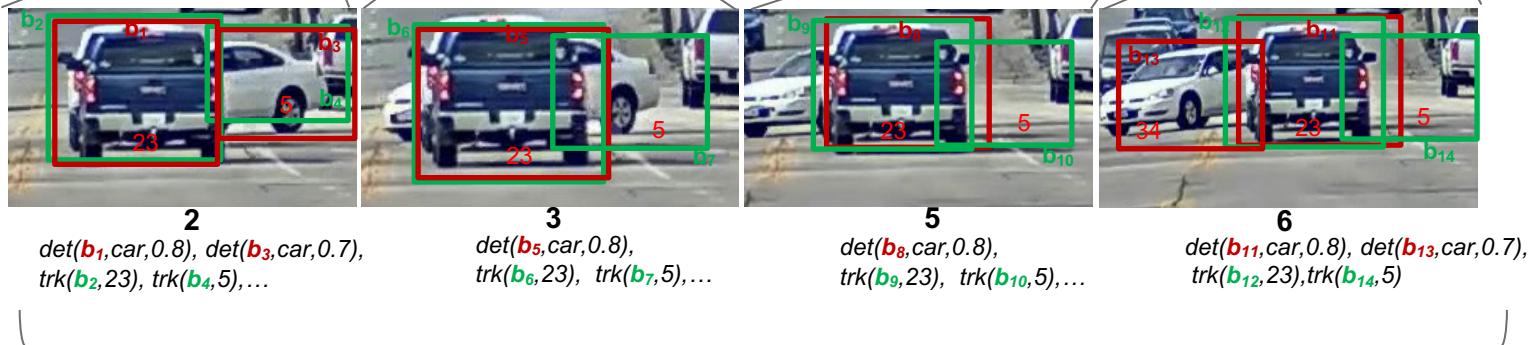 b2 b1 b3 b4 5 23
b6 b5 5 23 b7
b9 b8 23 5 b10
b12 b11 b13 34 23 5 b14
2 3 5 6
det(b1,car,0.8), det(b3,car,0.7),
trk(b2,23), trk(b4,5),...
det(b5,car,0.8),
trk(b6,23), trk(b7,5),...
det(b8,car,0.8),
trk(b9,23), trk(b10,5),...
det(b11,car,0.8), det(b13,car,0.7),
trk(b12,23),trk(b14,5)